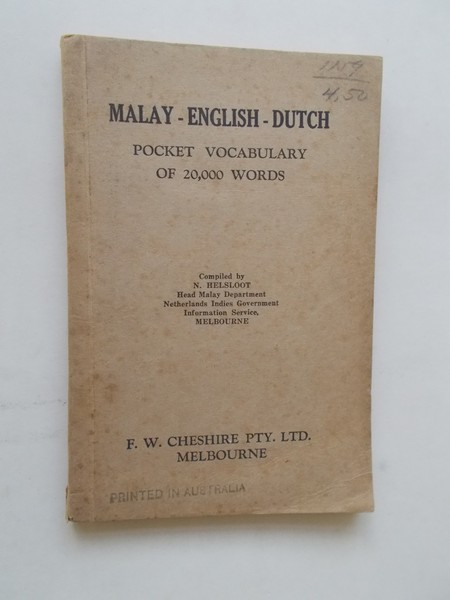 4.50
MALAY - ENGLISH - DUTCH
POCKET VOCABULARY
OF 20,000 WORDS
Compiled by
N. HELSLOOT
Head Malay Department
Netherlands Indies Government
Information Service,
MELBOURNE
F. W. CHESHIRE PTY. LTD.
MELBOURNE
PRINTED IN AUSTRALIA